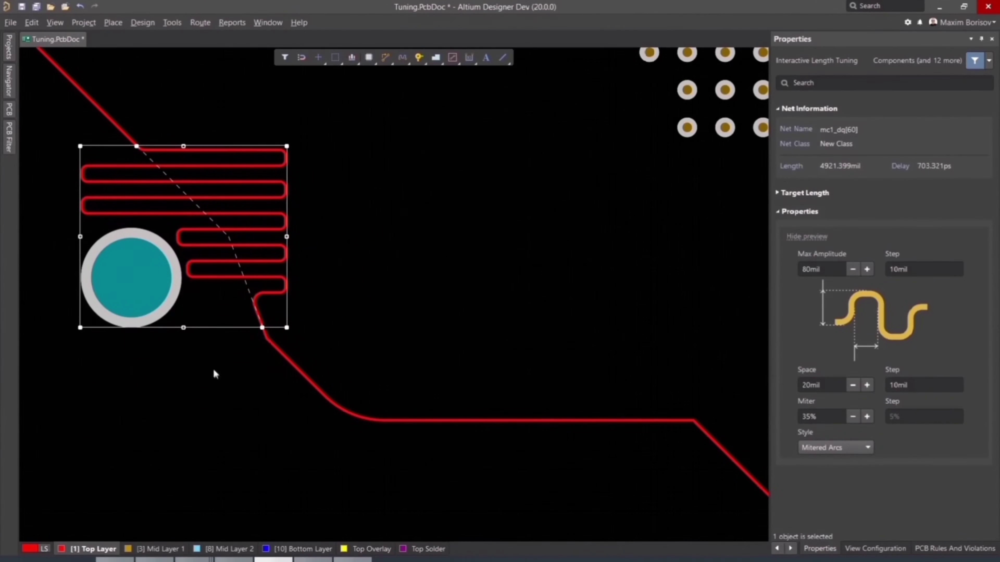 Tuning.PcbDoc * - Altium Designer Dev (20.0.0)
Search
File Edit View Project Place Design Tools Route Reports Window Help
Maxim Borisov
Projects
Navigator
PCB
PCB Filter
Tuning.PcbDoc *
A
Properties
Interactive Length Tuning Components (and 12 more)
Search
Net Information
Net Name mc1_dq[60]
Net Class New Class
Length 4921.399mil Delay 703.321ps
Target Length
Properties
Hide preview
Max Amplitude Step
80mil 10mil
Space Step
20mil 10mil
Miter Step
35% 5%
Style
Mitered Arcs
1 object is selected
LS [1] Top Layer [3] Mid Layer 1 [8] Mid Layer 2 [10] Bottom Layer Top Overlay Top Solder
Properties View Configuration PCB Rules And Violations